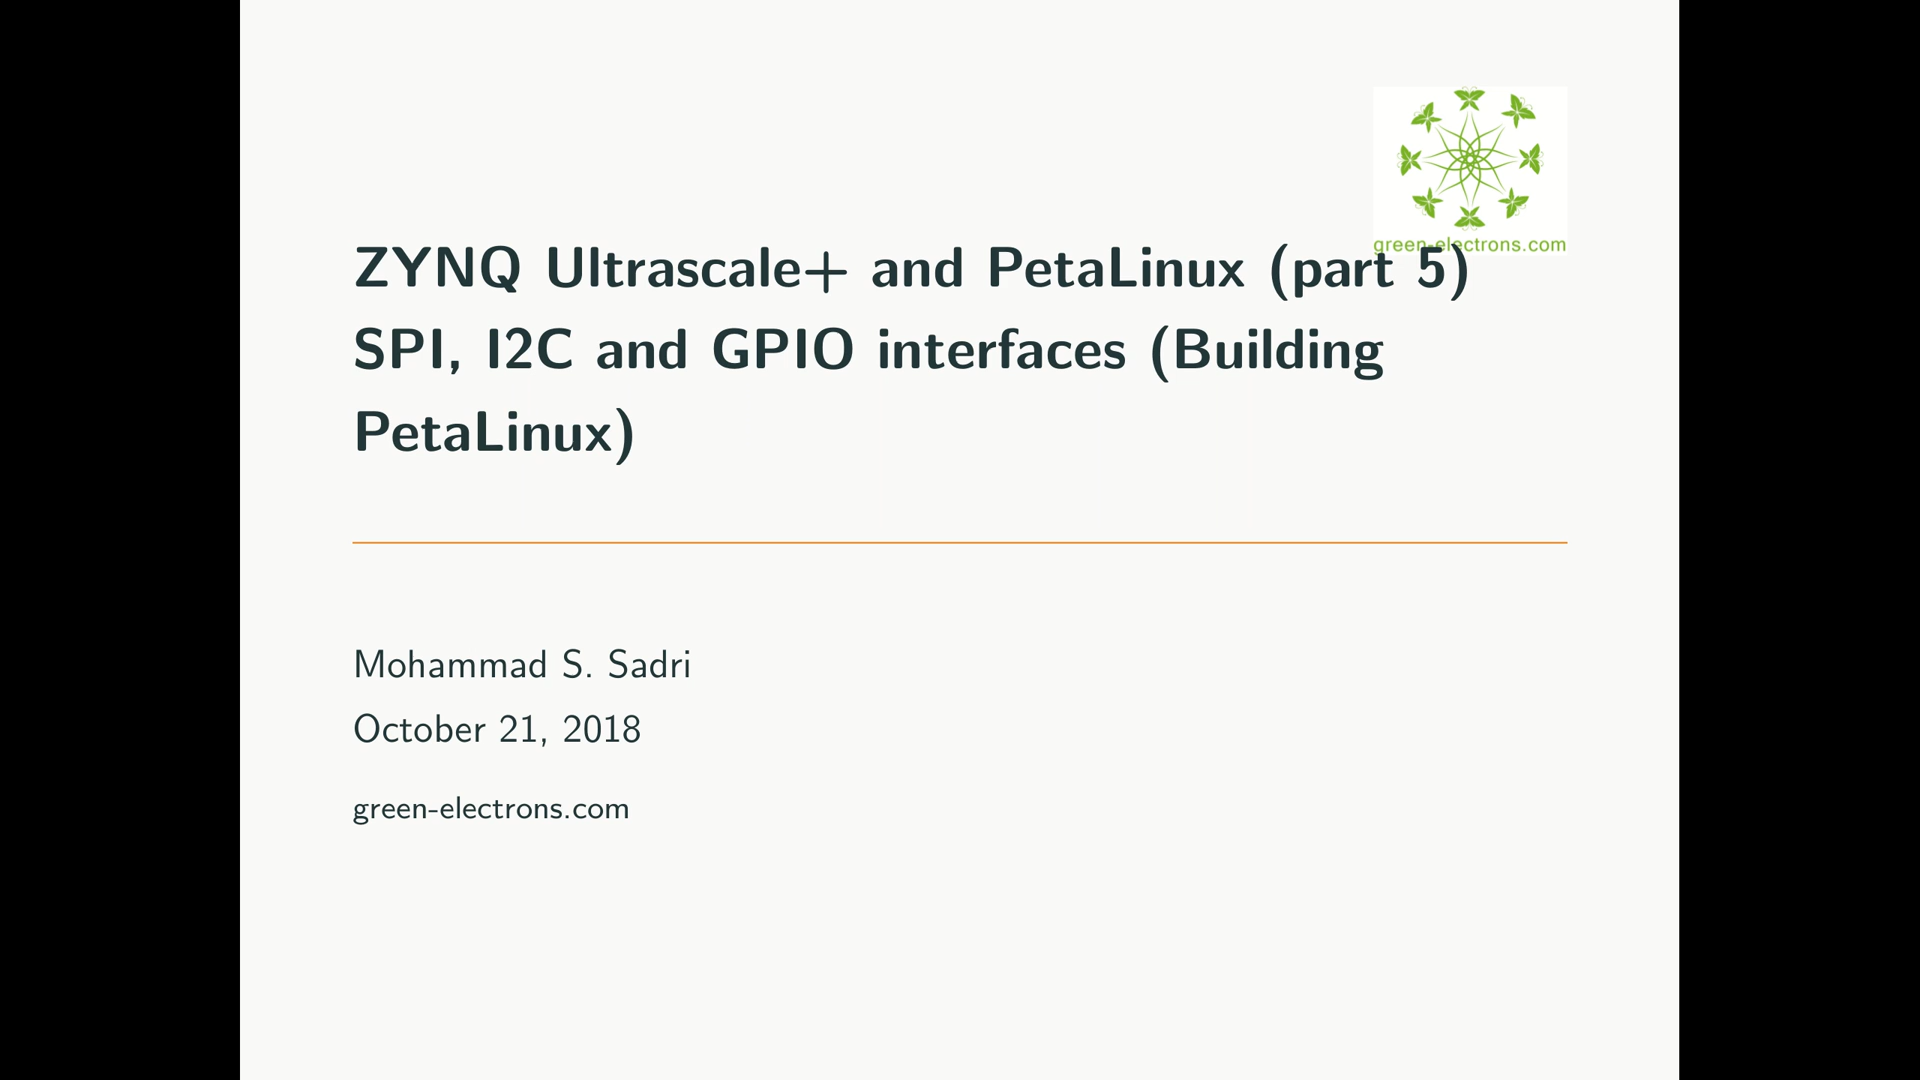 green-electrons.com
ZYNQ Ultrascale+ and PetaLinux (part 5)
SPI, I2C and GPIO interfaces (Building
PetaLinux)
Mohammad S. Sadri
October 21, 2018
green-electrons.com